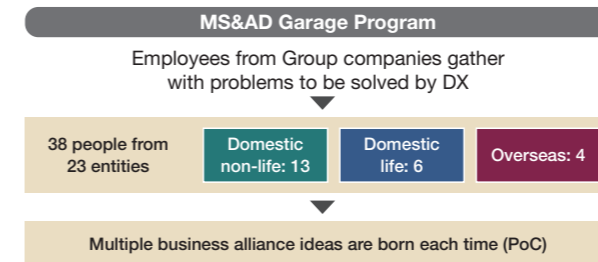 MS&AD Garage Program
Employees from Group companies gather
with problems to be solved by DX
38 people from
23 entities
Domestic
non-life: 13
Domestic
life: 6
Overseas: 4
Multiple business alliance ideas are born each time (PoC)